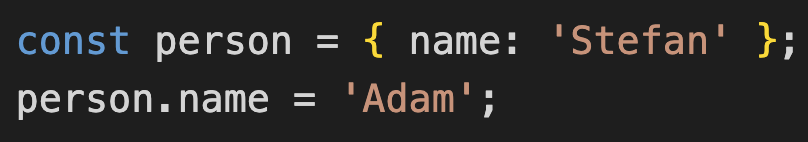 const person = { name: 'Stefan' };
person.name = 'Adam';